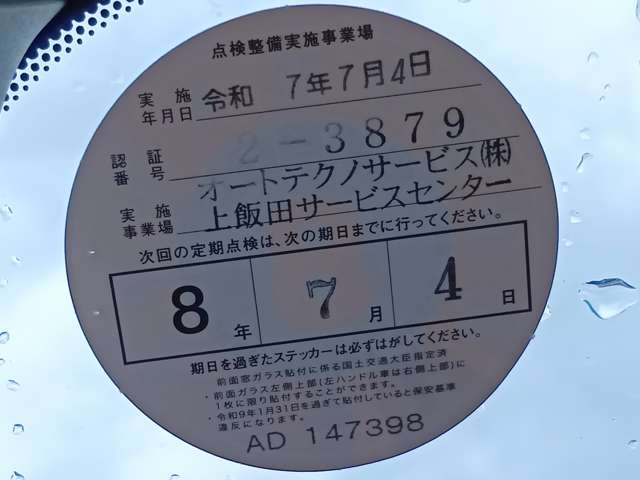 点検整備実施事業場
実施年月日 令和 7年7月4日
認証番号 2-3879
実施事業場 オートテクノサービス㈱
上飯田サービスセンター
次回の定期点検は、次の期日までに行ってください。
8年 7月 4日
期日を過ぎたステッカーは必ずはがしてください。
前面窓ガラス貼付に係る国土交通大臣指定済
・前面ガラス左側上部(左ハンドル車は右側上部)に
1枚に限り貼付することができます。
・令和9年1月31日を過ぎて貼付していると保安基準
違反になります。
AD 147398